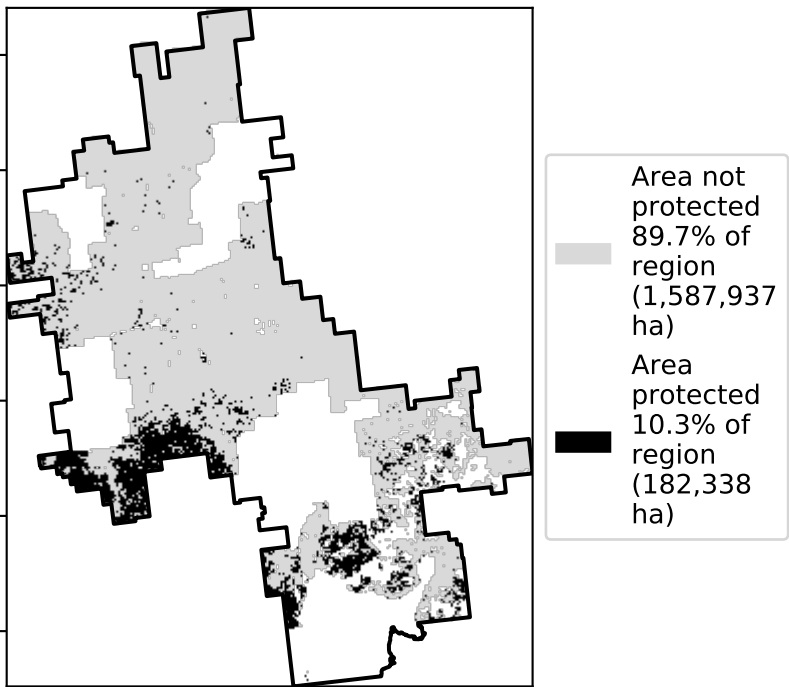 Area not
protected
89.7% of
region
(1,587,937
ha)
Area
protected
10.3% of
region
(182,338
ha)